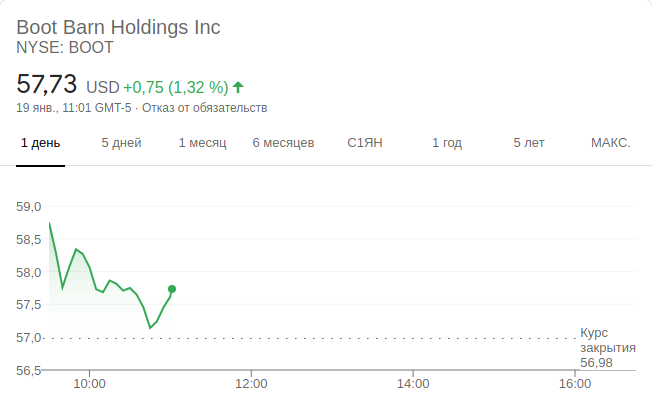 Boot Barn Holdings Inc
NYSE: BOOT
57,73 USD +0,75 (1,32 %)
19 янв., 11:01 GMT-5 · Отказ от обязательств
1 день 5 дней 1 месяц 6 месяцев С1ЯН 1 год 5 лет МАКС.
59,0
58,5
58,0
57,5
57,0
56,5
Курс
закрытия
56,98
10:00 12:00 14:00 16:00